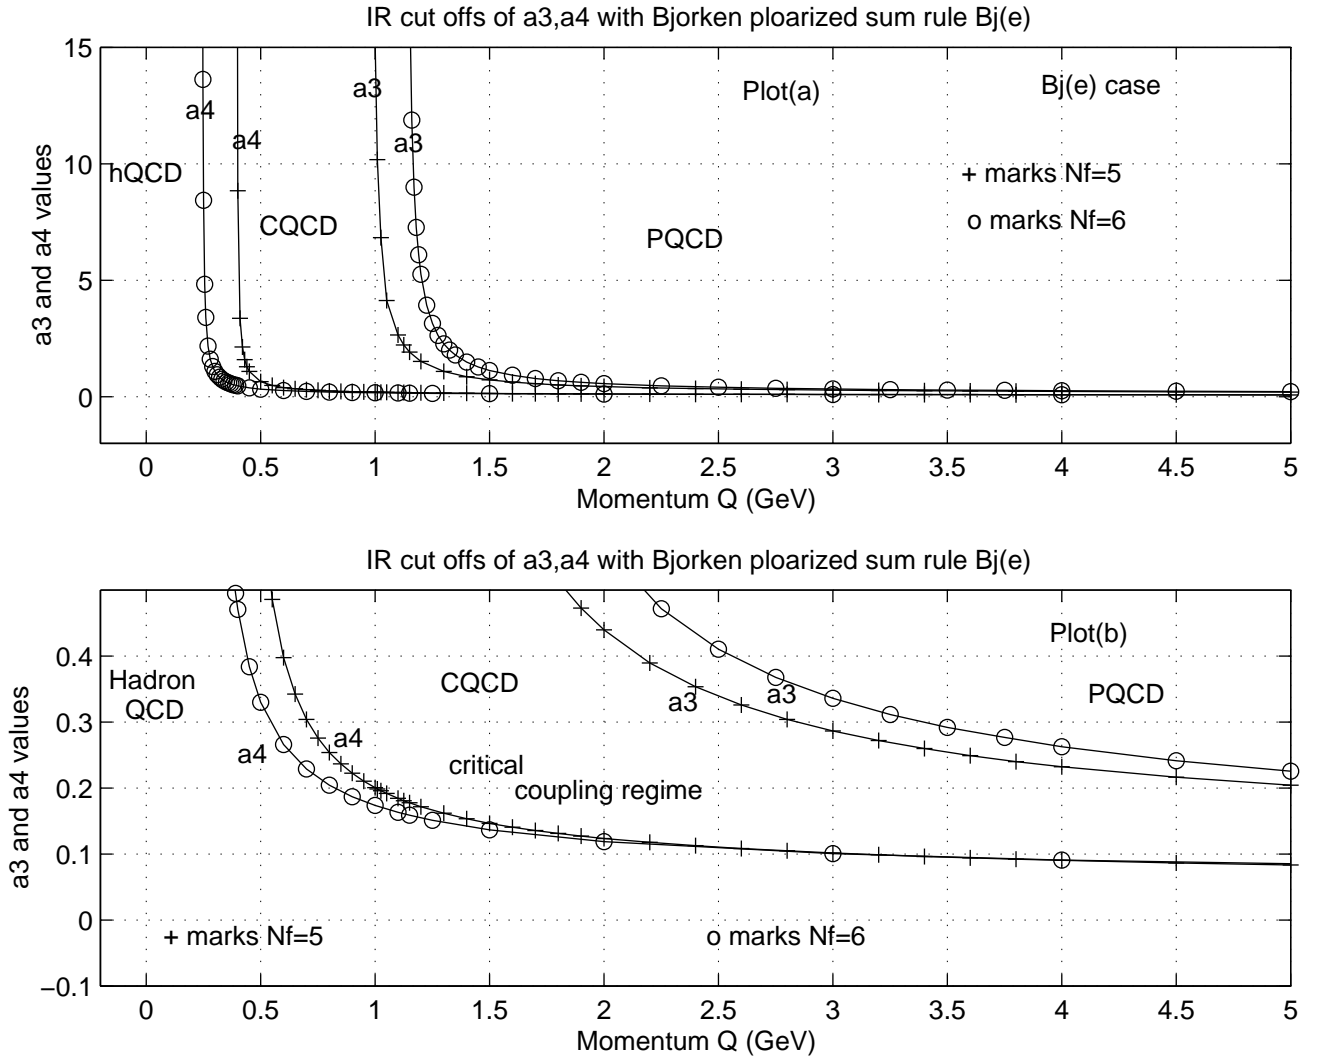 IR cut offs of a3,a4 with Bjorken ploarized sum rule Bj(e)
15
10
5
0
a3 and a4 values
a4
a4
a3
a3
hQCD
CQCD
PQCD
Plot(a)
Bj(e) case
+ marks Nf=5
o marks Nf=6
0 0.5 1 1.5 2 2.5 3 3.5 4 4.5 5
Momentum Q (GeV)
IR cut offs of a3,a4 with Bjorken ploarized sum rule Bj(e)
0.4
0.3
0.2
0.1
0
−0.1
a3 and a4 values
Hadron
QCD
CQCD
Plot(b)
PQCD
a3
a3
a4
a4
critical
coupling regime
+ marks Nf=5
o marks Nf=6
0 0.5 1 1.5 2 2.5 3 3.5 4 4.5 5
Momentum Q (GeV)